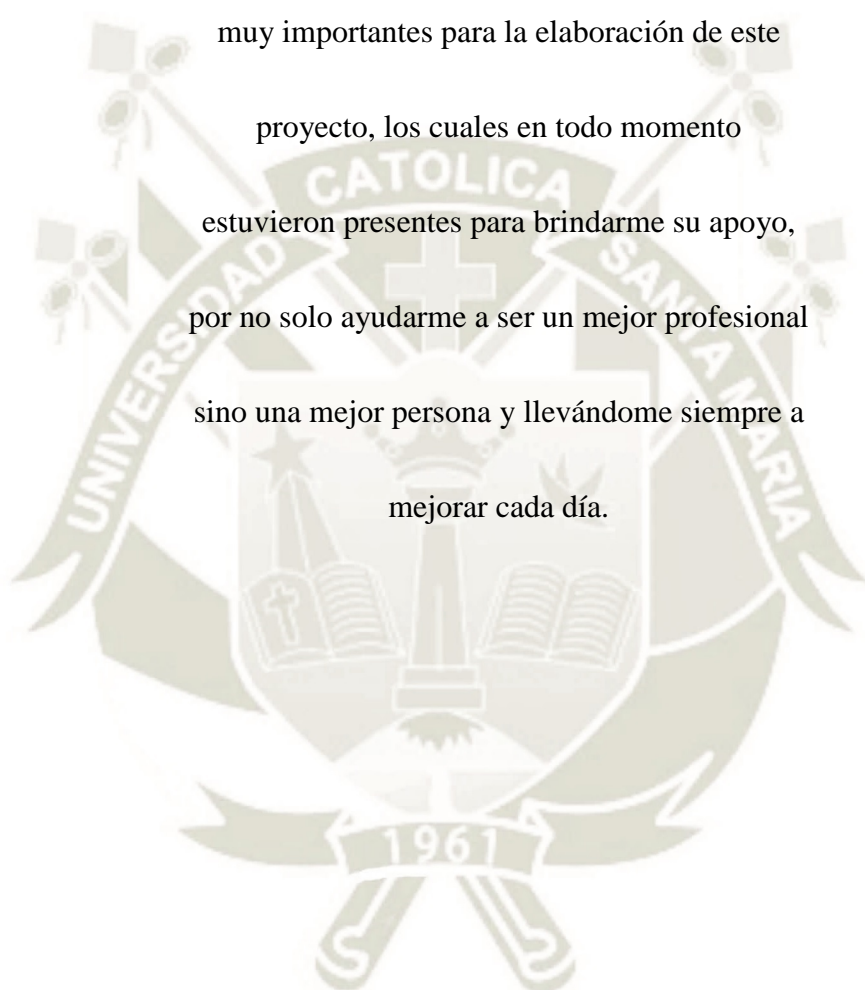 muy importantes para la elaboración de este
proyecto, los cuales en todo momento
estuvieron presentes para brindarme su apoyo,
por no solo ayudarme a ser un mejor profesional
sino una mejor persona y llevándome siempre a
mejorar cada día.
UNIVERSIDAD CATOLICA SANTA MARIA
1961